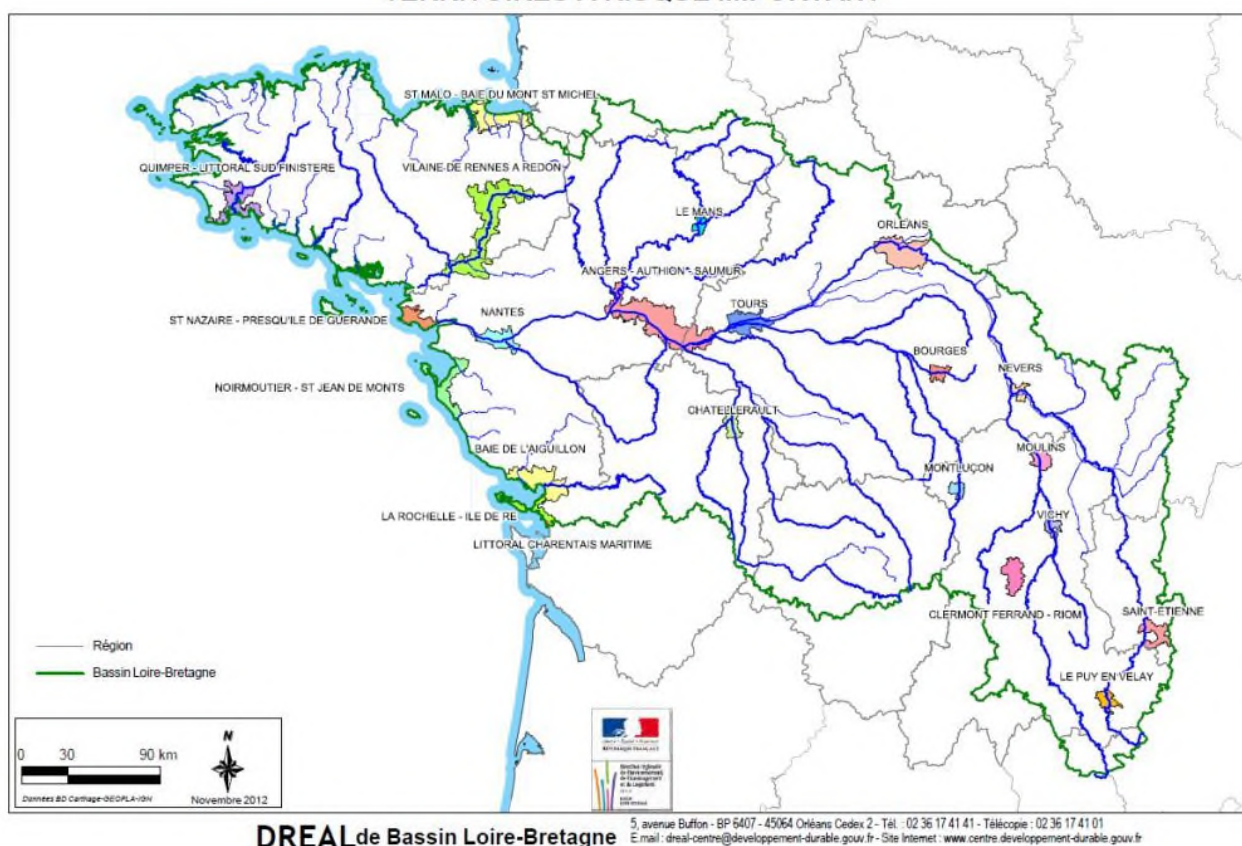 ST MALO - BAIE DU MONT ST MICHEL
QUIMPER - LITTORAL SUD FINISTERE
VILAINE-DE RENNES A REDON
LE MANS
ORLEANS
ANGERS - AUTHION - SAUMUR
TOURS
ST NAZAIRE - PRESQU'ILE DE GUERANDE
NANTES
BOURGES
NEVERS
NOIRMOUTIER - ST JEAN DE MONTS
CHATELLERAULT
BAIE DE L'AIGUILLON
MOULINS
MONTLUÇON
LA ROCHELLE - ILE DE RE
VICHY
LITTORAL CHARENTAIS MARITIME
CLERMONT FERRAND - RIOM
SAINT-ETIENNE
LE PUY EN VELAY
Région
Bassin Loire-Bretagne
N
0 30 90 km
Données BD Carthage-GEOFLA-IGN
Novembre 2012
RÉPUBLIQUE FRANÇAISE
DREAL de Bassin Loire-Bretagne
5, avenue Buffon - BP 6407 - 45064 Orléans Cedex 2 - Tél. : 02 36 17 41 41 - Télécopie : 02 36 17 41 01
E.mail : dreal-centre@developpement-durable.gouv.fr - Site Internet : www.centre.developpement-durable.gouv.fr